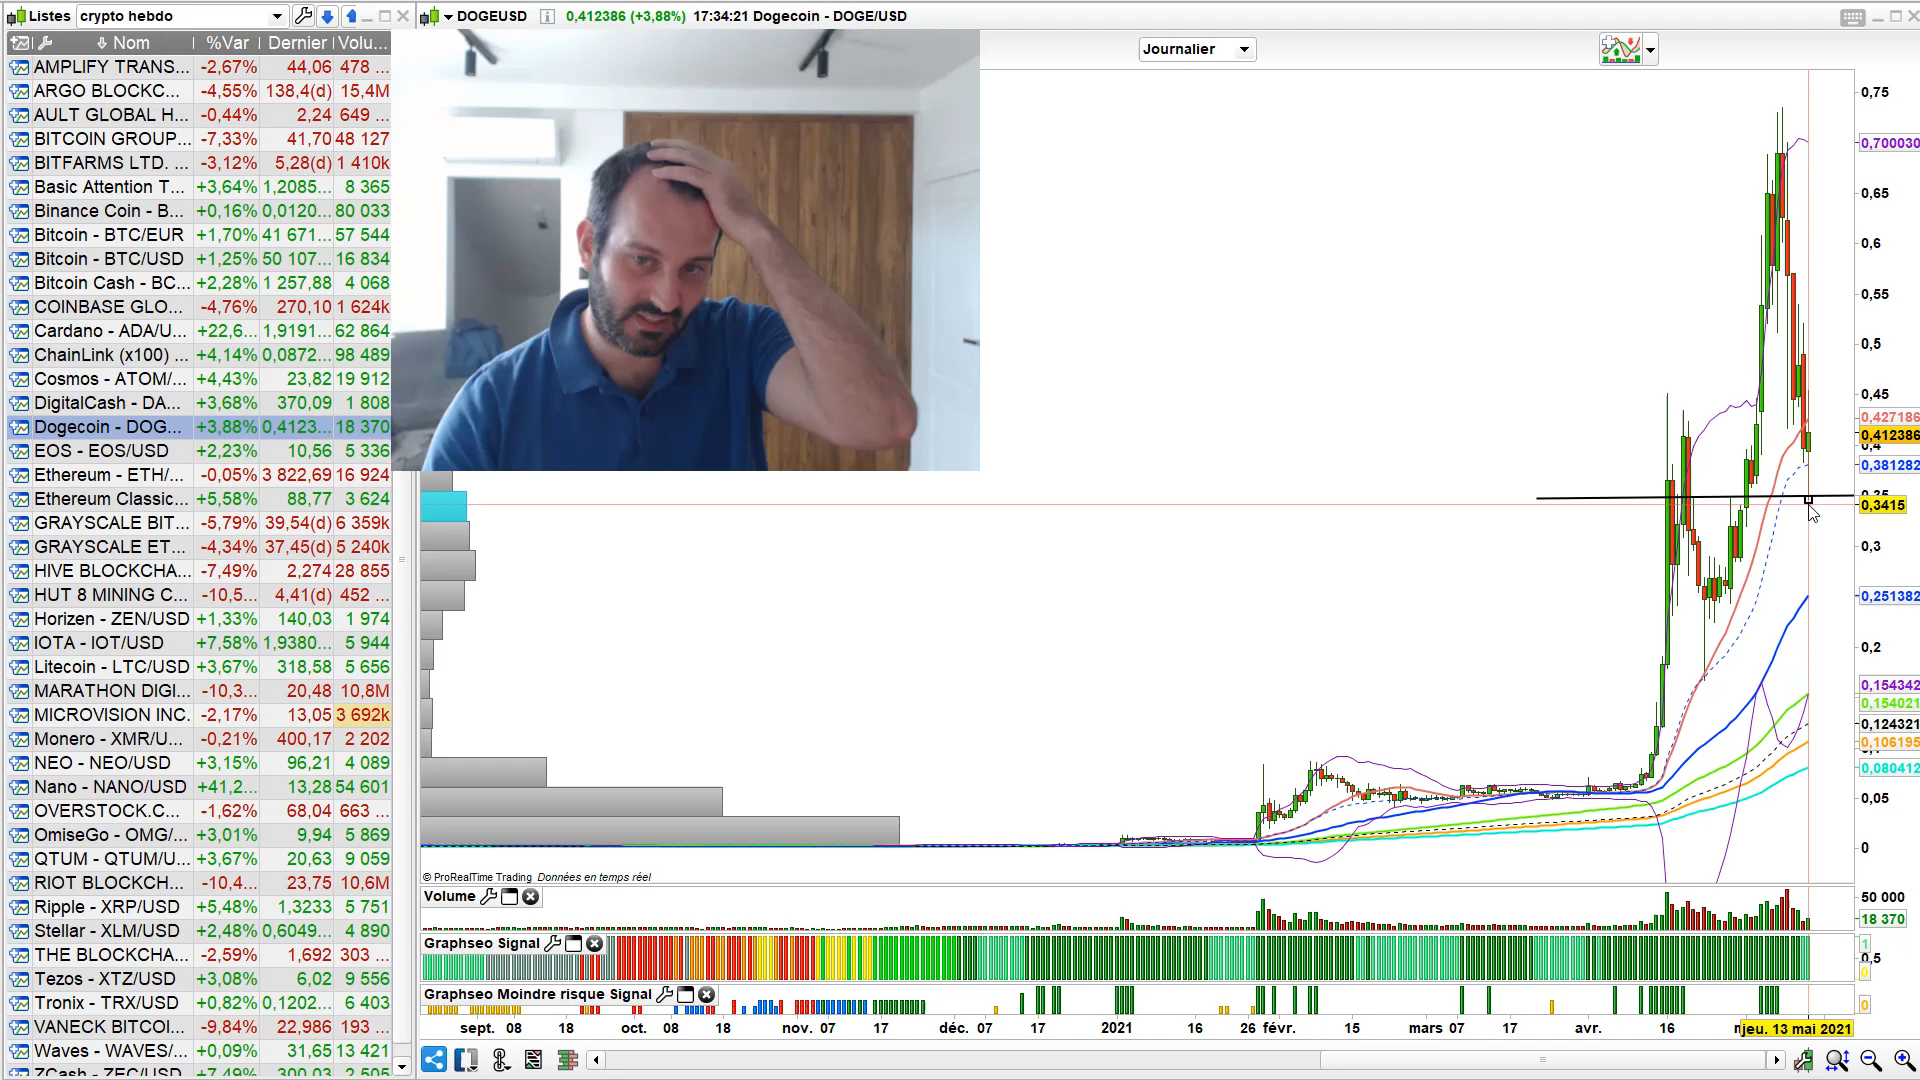 Listes crypto hebdo
DOGEUSD 0,412386 (+3,88%) 17:34:21 Dogecoin - DOGE/USD
Journalier
Nom %Var Dernier Volu...
AMPLIFY TRANS... -2,67% 44,06 478 ...
ARGO BLOCKC... -4,55% 138,4(d) 15,4M
AULT GLOBAL H... -0,44% 2,24 649 ...
BITCOIN GROUP... -7,33% 41,70 48 127
BITFARMS LTD. ... -3,12% 5,28(d) 1 410k
Basic Attention T... +3,64% 1,2085... 8 365
Binance Coin - B... +0,16% 0,0120... 80 033
Bitcoin - BTC/EUR +1,70% 41 671... 57 544
Bitcoin - BTC/USD +1,25% 50 107... 16 834
Bitcoin Cash - BC... +2,28% 1 257,88 4 068
COINBASE GLO... -4,76% 270,10 1 624k
Cardano - ADA/U... +22,6... 1,9191... 62 864
ChainLink (x100) ... +4,14% 0,0872... 98 489
Cosmos - ATOM/... +4,43% 23,82 19 912
DigitalCash - DA... +3,68% 370,09 1 808
Dogecoin - DOG... +3,88% 0,4123... 18 370
EOS - EOS/USD +2,23% 10,56 5 336
Ethereum - ETH/... -0,05% 3 822,69 16 924
Ethereum Classic... +5,58% 88,77 3 624
GRAYSCALE BIT... -5,79% 39,54(d) 6 359k
GRAYSCALE ET... -4,34% 37,45(d) 5 240k
HIVE BLOCKCHA... -7,49% 2,274 28 855
HUT 8 MINING C... -10,5... 4,41(d) 452 ...
Horizen - ZEN/USD +1,33% 140,03 1 974
IOTA - IOT/USD +7,58% 1,9380... 5 944
Litecoin - LTC/USD +3,67% 318,58 5 656
MARATHON DIGI... -10,3... 20,48 10,8M
MICROVISION INC. -2,17% 13,05 3 692k
Monero - XMR/U... -0,21% 400,17 2 202
NEO - NEO/USD +3,15% 96,21 4 089
Nano - NANO/USD +41,2... 13,28 54 601
OVERSTOCK.C... -1,62% 68,04 663 ...
OmiseGo - OMG/... +3,01% 9,94 5 869
QTUM - QTUM/U... +3,67% 20,63 9 059
RIOT BLOCKCH... -10,4... 23,75 10,6M
Ripple - XRP/USD +5,48% 1,3233 5 751
Stellar - XLM/USD +2,48% 0,6049... 4 890
THE BLOCKCHA... -2,59% 1,692 303 ...
Tezos - XTZ/USD +3,08% 6,02 9 556
Tronix - TRX/USD +0,82% 0,1202... 6 403
VANECK BITCOI... -9,84% 22,986 193 ...
Waves - WAVES/... +0,09% 31,65 13 421
ZCash - ZEC/USD +7,49% 300,03 2 505
0,75
0,700030
0,65
0,6
0,55
0,5
0,45
0,427186
0,412386
0,4
0,381282
0,35
0,3415
0,3
0,251382
0,2
0,154342
0,154021
0,124321
0,106195
0,080412
0,05
0
© ProRealTime Trading Données en temps réel
Volume
50 000
18 370
Graphseo Signal
1
0,5
0
Graphseo Moindre risque Signal
0
sept. 08 18 oct. 08 18 nov. 07 17 déc. 07 17 2021 16 26 févr. 15 mars 07 17 avr. 16 jeu. 13 mai 2021